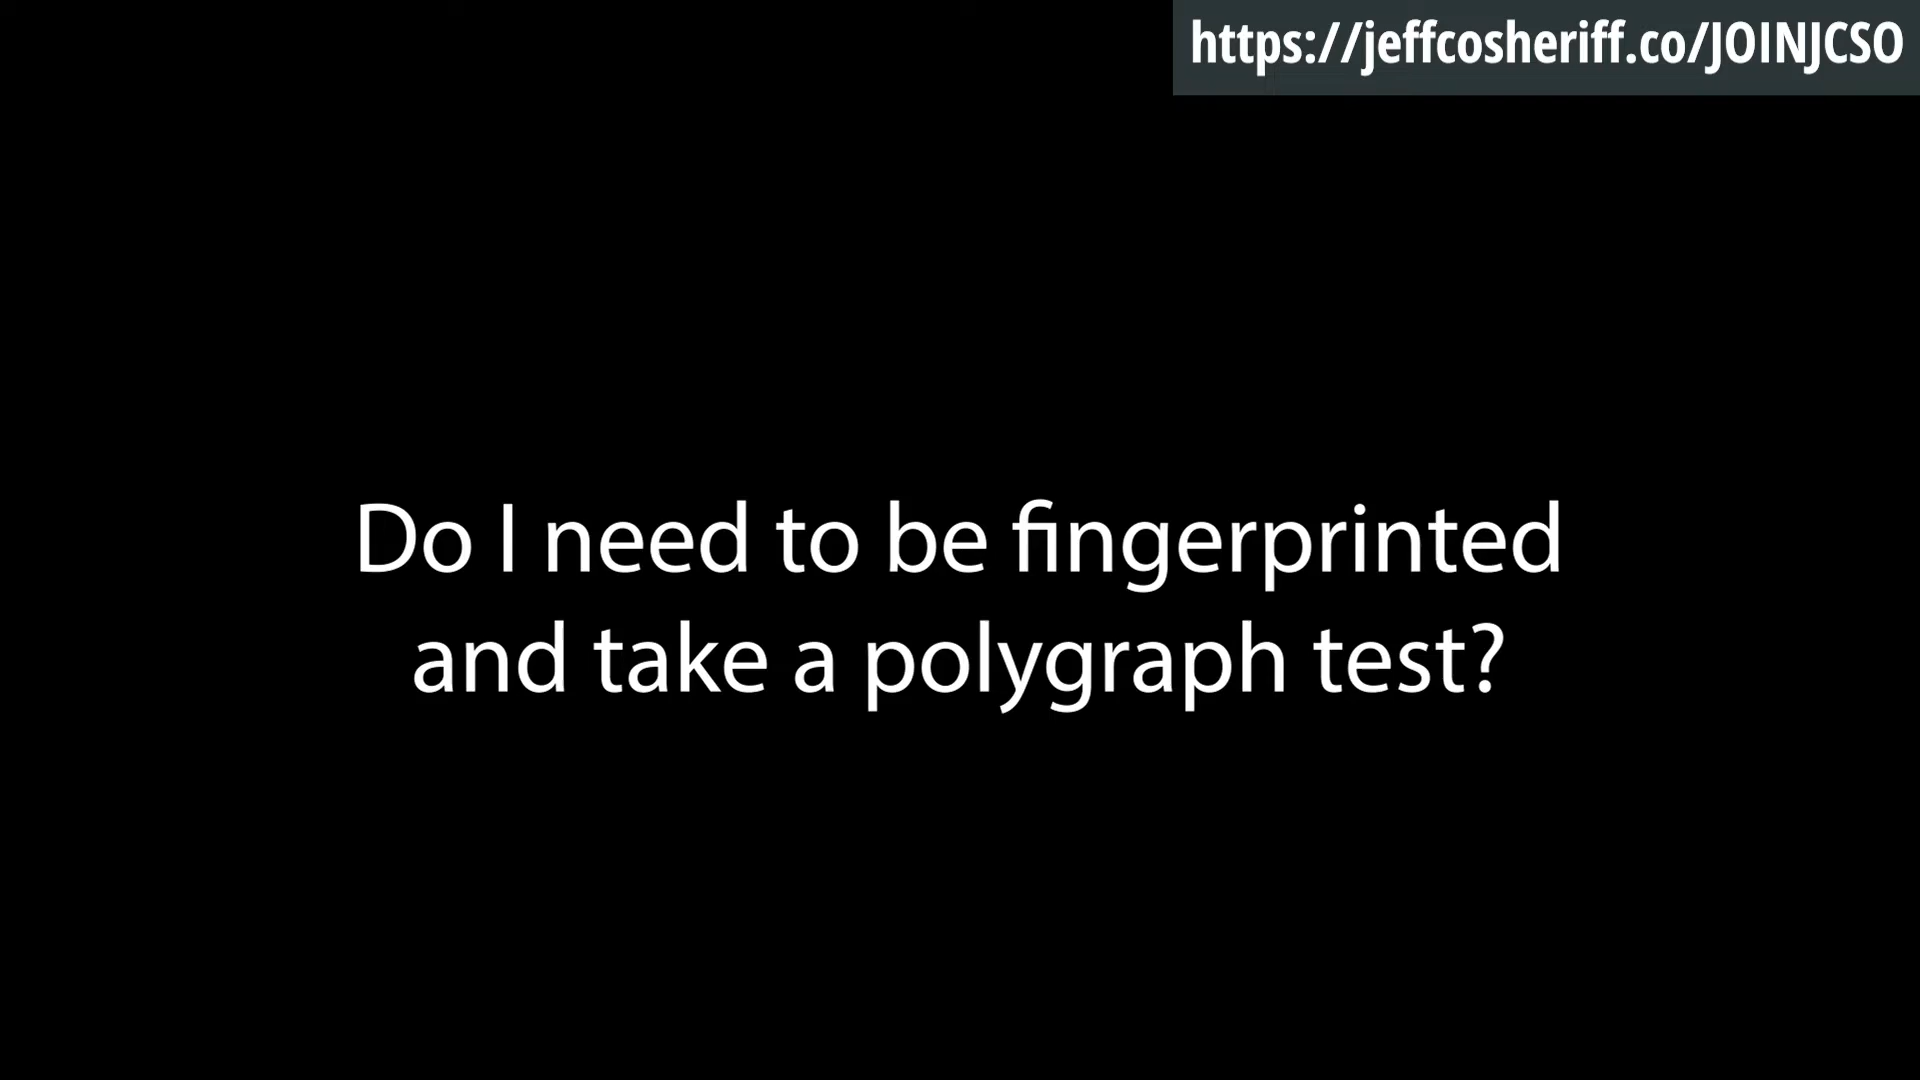 https://jeffcosheriff.co/JOINJCSO
Do I need to be fingerprinted
and take a polygraph test?